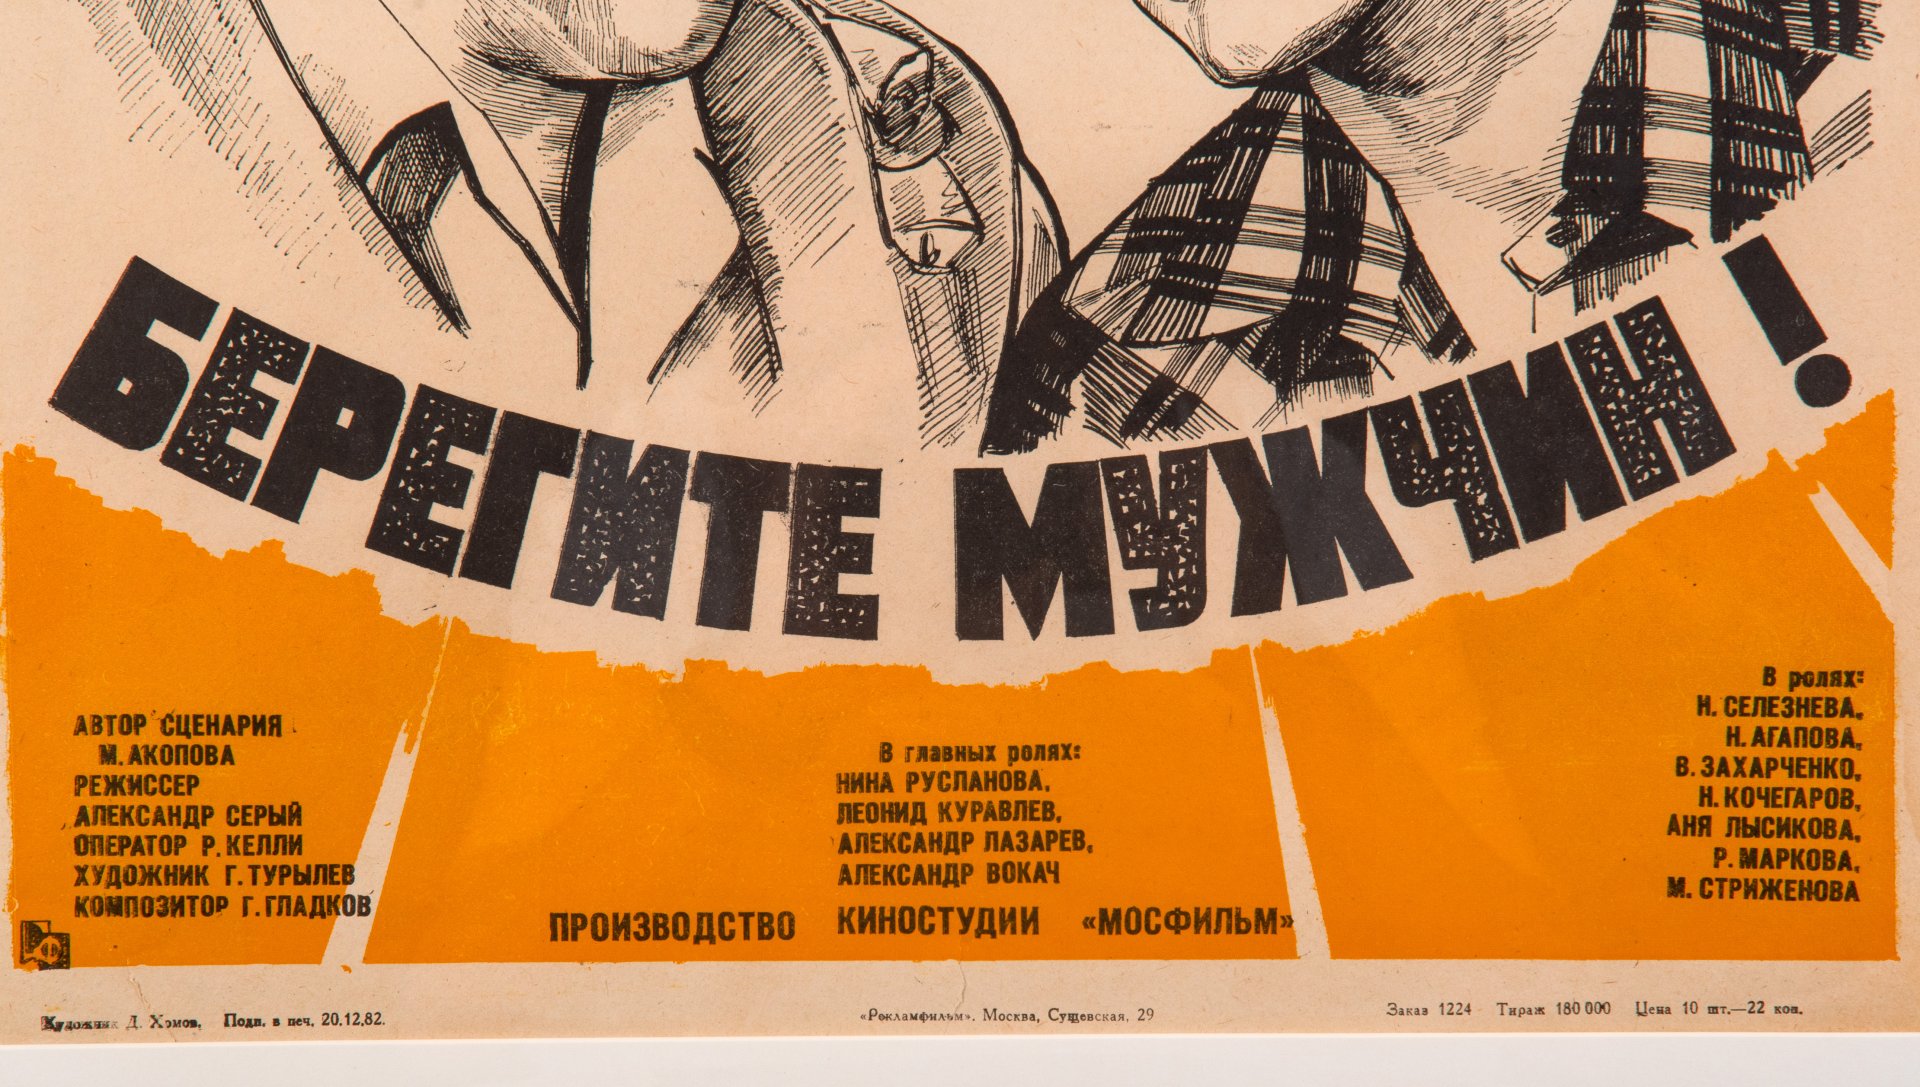 БЕРЕГИТЕ МУЖЧИН!
АВТОР СЦЕНАРИЯ
М. АКОПОВА
РЕЖИССЕР
АЛЕКСАНДР СЕРЫЙ
ОПЕРАТОР Р. КЕЛЛИ
ХУДОЖНИК Г. ТУРЫЛЕВ
КОМПОЗИТОР Г. ГЛАДКОВ
В главных ролях:
НИНА РУСЛАНОВА,
ЛЕОНИД КУРАВЛЕВ,
АЛЕКСАНДР ЛАЗАРЕВ,
АЛЕКСАНДР ВОКАЧ
ПРОИЗВОДСТВО КИНОСТУДИИ «МОСФИЛЬМ»
В ролях:
Н. СЕЛЕЗНЕВА,
Н. АГАПОВА,
В. ЗАХАРЧЕНКО,
Н. КОЧЕГАРОВ,
АНЯ ЛЫСИКОВА,
Р. МАРКОВА,
М. СТРИЖЕНОВА
Художник Д. Хомов. Подп. в печ. 20.12.82.
«Рекламфильм». Москва, Сущевская, 29
Заказ 1224 Тираж 180 000 Цена 10 шт.—22 коп.